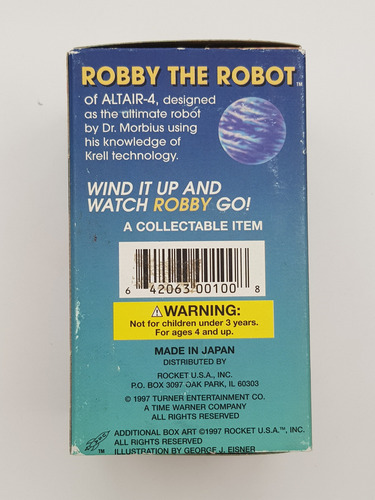 ROBBY THE ROBOT™
of ALTAIR-4, designed
as the ultimate robot
by Dr. Morbius using
his knowledge of
Krell technology.
WIND IT UP AND
WATCH ROBBY GO!
A COLLECTABLE ITEM
6 42063 00100 8
⚠WARNING:
Not for children under 3 years.
For ages 4 and up.
MADE IN JAPAN
DISTRIBUTED BY
ROCKET U.S.A., INC.
P.O. BOX 3097 OAK PARK, IL 60303
© 1997 TURNER ENTERTAINMENT CO.
A TIME WARNER COMPANY
ALL RIGHTS RESERVED
ADDITIONAL BOX ART ©1997 ROCKET U.S.A., INC.
ALL RIGHTS RESERVED
™ ILLUSTRATION BY GEORGE J. EISNER